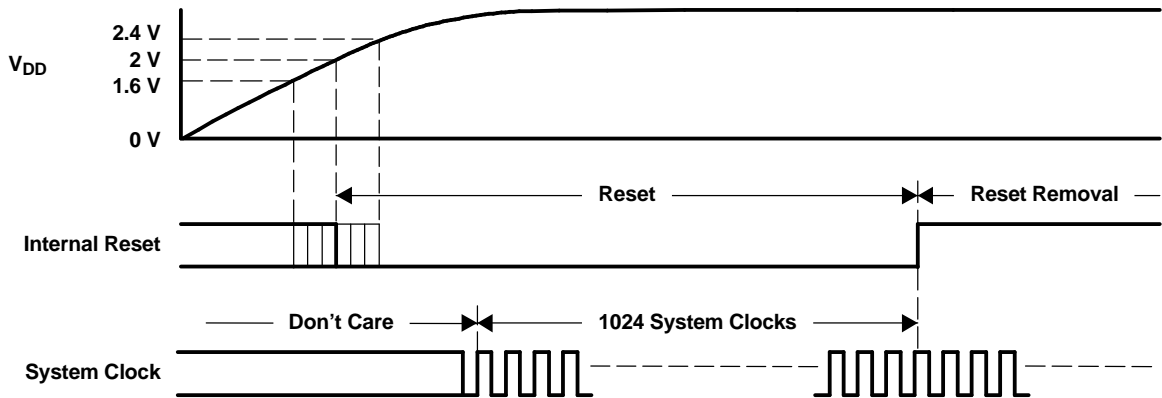 2.4 V
V_DD
2 V
1.6 V
0 V
Reset
Reset Removal
Internal Reset
Don't Care
1024 System Clocks
System Clock